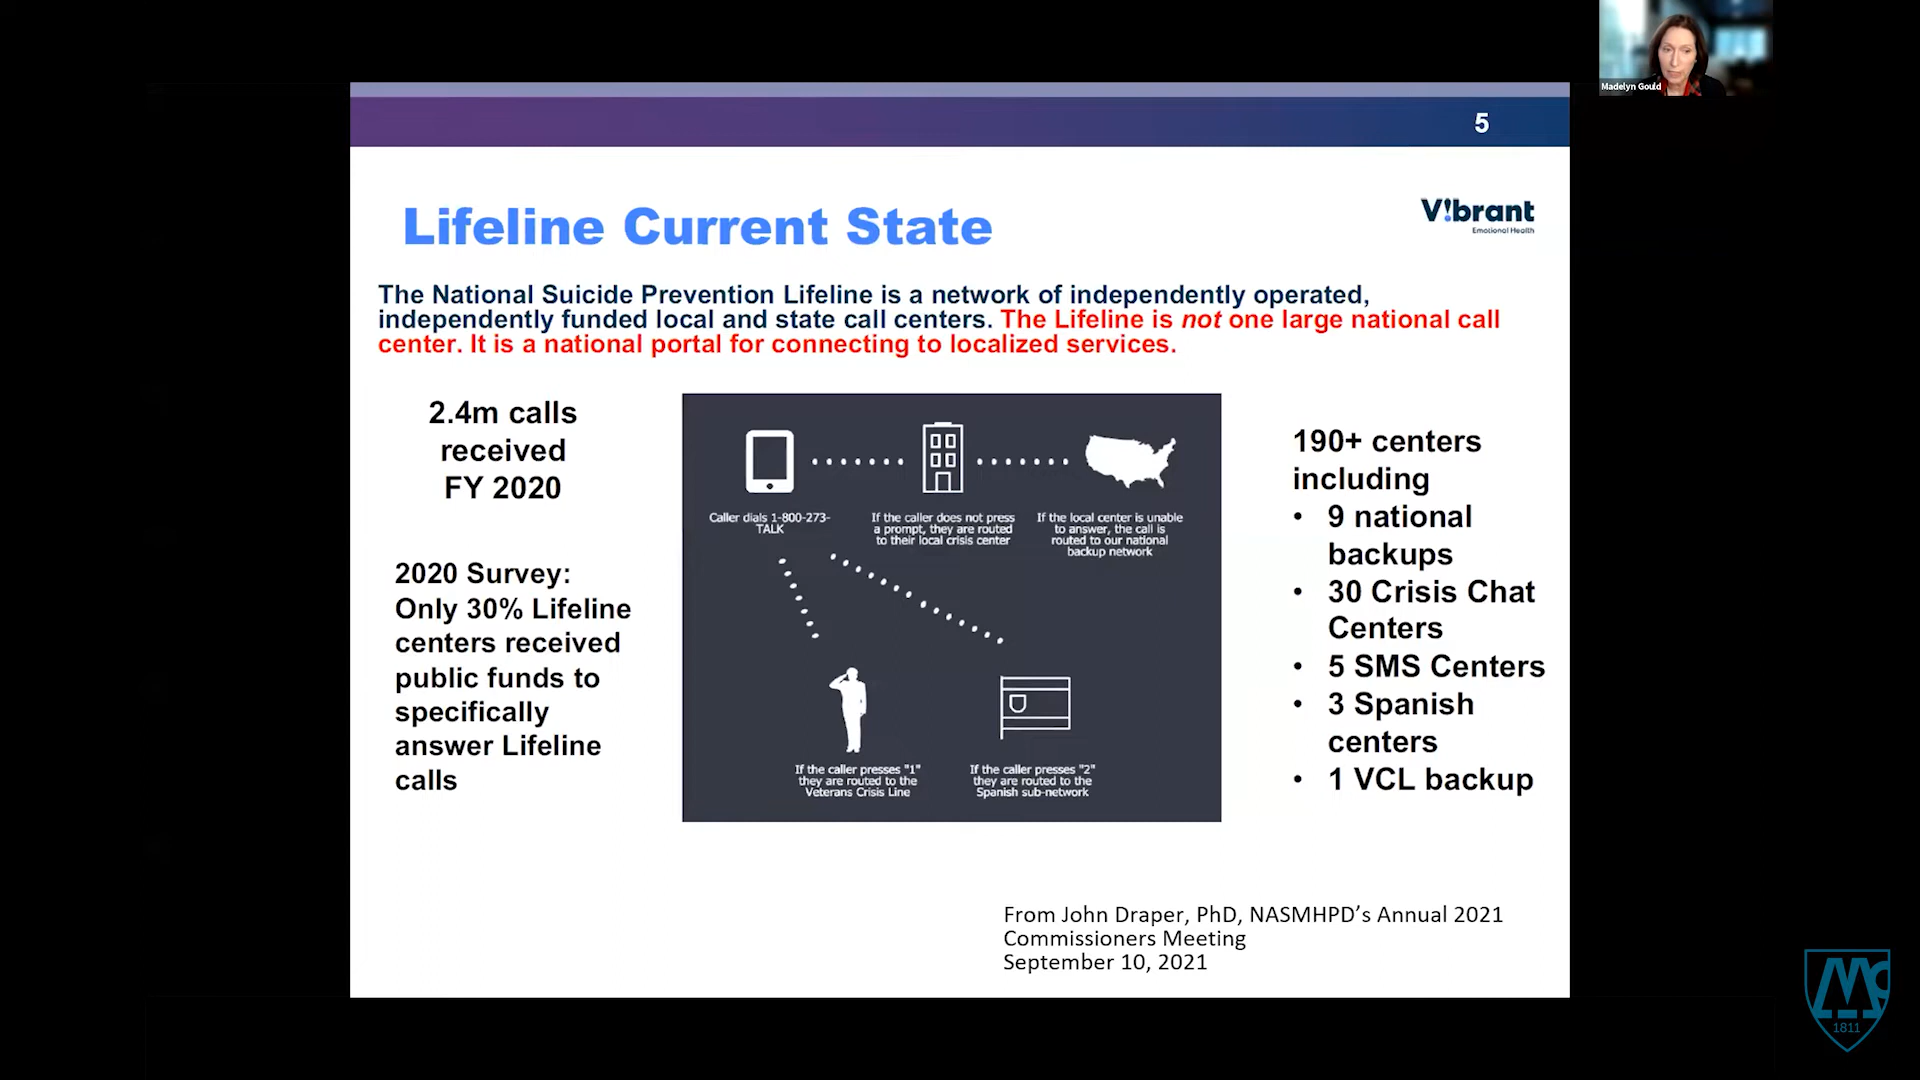 Madelyn Gould
5
Lifeline Current State
V!brant
Emotional Health
The National Suicide Prevention Lifeline is a network of independently operated,
independently funded local and state call centers. The Lifeline is not one large national call
center. It is a national portal for connecting to localized services.
2.4m calls
received
FY 2020
2020 Survey:
Only 30% Lifeline
centers received
public funds to
specifically
answer Lifeline
calls
Caller dials 1-800-273-
TALK
If the caller does not press
a prompt, they are routed
to their local crisis center
If the local center is unable
to answer, the call is
routed to our national
backup network
If the caller presses "1"
they are routed to the
Veterans Crisis Line
If the caller presses "2"
they are routed to the
Spanish sub-network
190+ centers
including
• 9 national
backups
• 30 Crisis Chat
Centers
• 5 SMS Centers
• 3 Spanish
centers
• 1 VCL backup
From John Draper, PhD, NASMHPD’s Annual 2021
Commissioners Meeting
September 10, 2021
Mc
1811